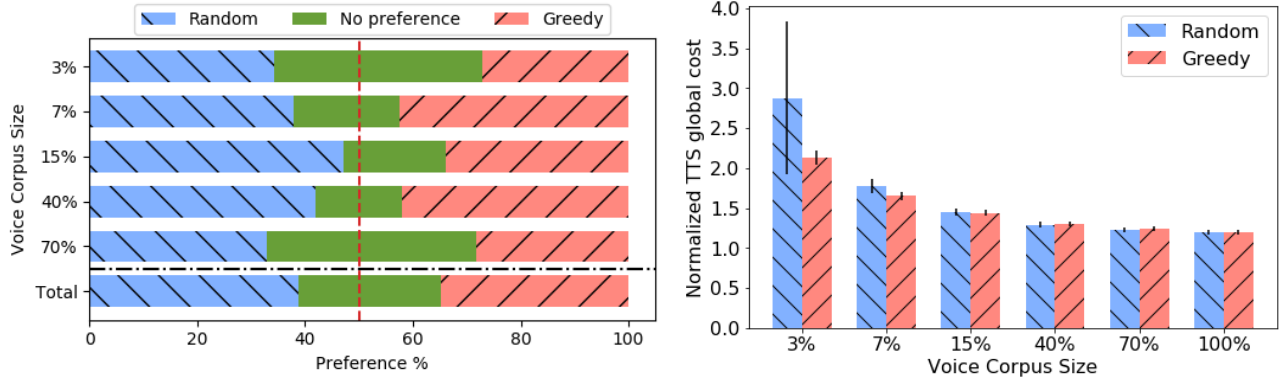 Random No preference Greedy
Voice Corpus Size
3%
7%
15%
40%
70%
Total
0 20 40 60 80 100
Preference %
Normalized TTS global cost
4.0
3.5
3.0
2.5
2.0
1.5
1.0
0.5
0.0
Random
Greedy
3% 7% 15% 40% 70% 100%
Voice Corpus Size